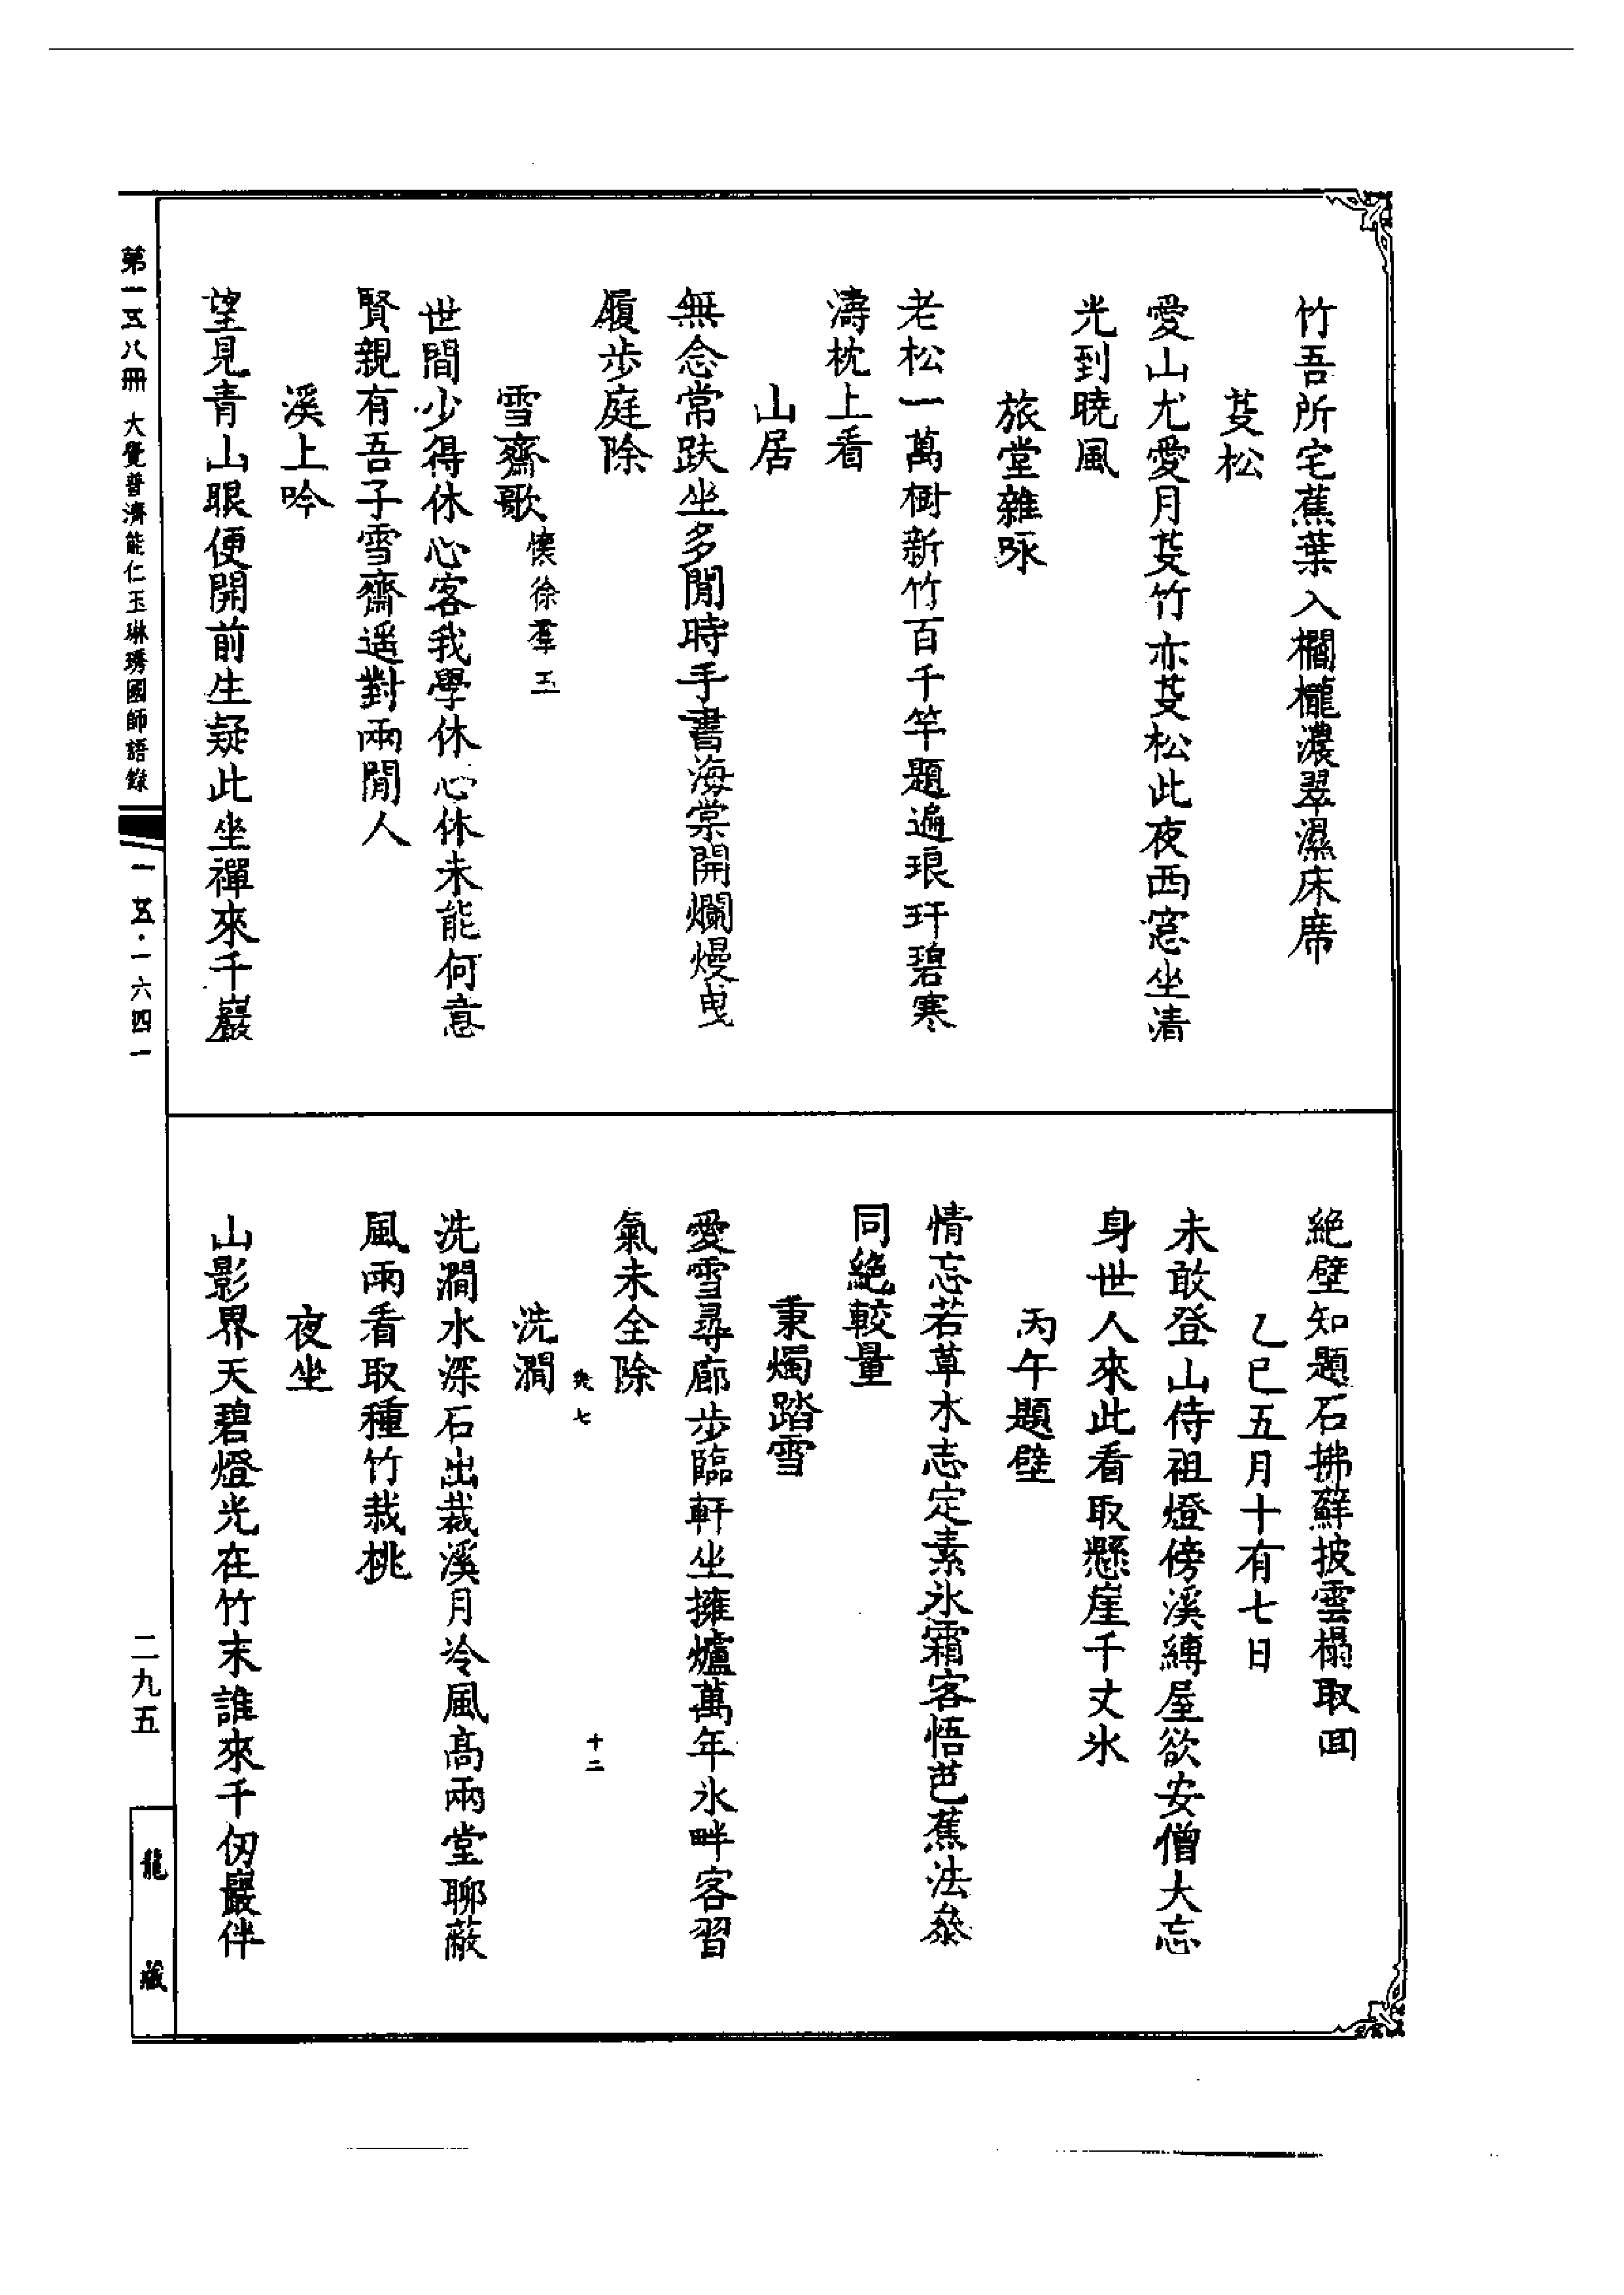 竹吾所宅蕉葉入欄櫳濃翠濕床席
芟松
愛山尤愛月芟竹亦芟松此夜西窓坐清
光到曉風
旅堂雜咏
老松一萬樹新竹百千竿題遍琅玕碧寒
濤枕上看
山居
無念常趺坐多閒時手書海棠開爛熳曳
履步庭除
雪齋歌懷徐羣玉
世間少得休心客我學休心休未能何意
賢親有吾子雪齋遥對兩閒人
溪上吟
望見青山眼便開前生疑此坐禪來千巖
絕壁知題石拂蘚披雲榻取回
乙巳五月十有七日
未敢登山侍祖燈傍溪縛屋欲安僧大忘
身世人來此看取懸崖千丈氷
丙午題壁
情忘若草木志定素氷霜客悟芭蕉法叅
同絕較量
秉燭踏雪
愛雪尋廊步臨軒坐擁爐萬年氷畔客習
氣未全除
洗澗
洗澗水深石出裁溪月冷風高兩堂聊蔽
風雨看取種竹栽桃
夜坐
山影界天碧燈光在竹末誰來千仞巖伴
七
十二
第一五八冊 大覺普濟能仁玉琳琇國師語錄
一五·一六四一
二九五
龍藏